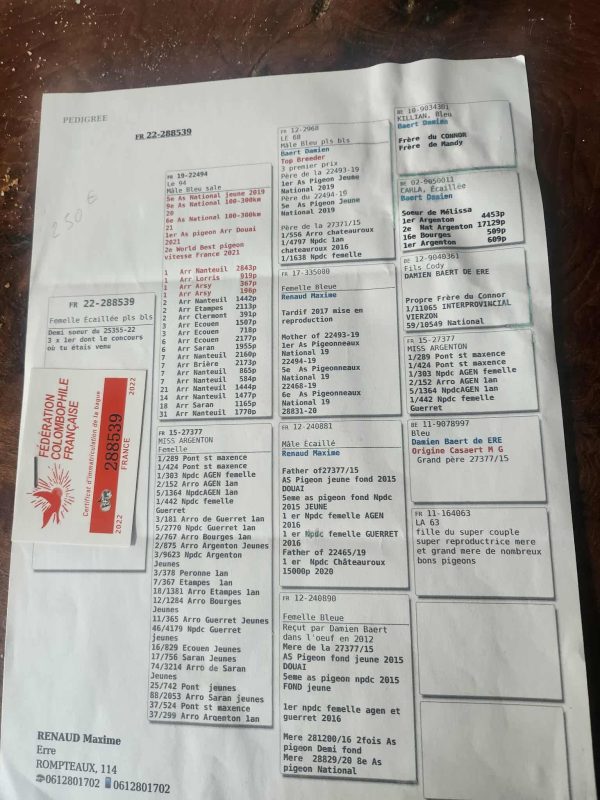 PEDIGREE
FR 22-288539
250 €
FR 22-288539
Femelle Écaillée pls bls
Demi soeur du 25355-22
3 x 1er dont le concours
où tu étais venu
FÉDÉRATION
COLOMBOPHILE
FRANÇAISE
Certificat d'immatriculation de la bague
2022
288539
FRANCE
2022
FR 19-22494
Le 94
Mâle Bleu sale
5e As National jeune 2019
9e As National 100-300km
20
6e As National 100-300km
21
1er As pigeon Arr Douai
2021
2e World Best pigeon
vitesse France 2021
1 Arr Nanteuil 2843p
1 Arr Lorris 919p
1 Arr Arsy 367p
1 Arr Arsy 196p
2 Arr Nanteuil 1442p
2 Arr Etampes 2113p
2 Arr Clermont 391p
3 Arr Ecouen 1507p
3 Arr Ecouen 718p
6 Arr Ecouen 2177p
6 Arr Saran 1955p
7 Arr Nanteuil 2160p
7 Arr Brière 2173p
7 Arr Nanteuil 865p
7 Arr Nanteuil 584p
21 Arr Nanteuil 1444p
14 Arr Nanteuil 1477p
18 Arr Saran 1165p
31 Arr Nanteuil 1770p
FR 15-27377
MISS ARGENTON
Femelle
1/289 Pont st maxence
1/424 Pont st maxence
1/303 Npdc AGEN 1an
2/152 Arro AGEN 1an
5/1364 NpdcAGEN 1an
1/442 Npdc femelle
Guerret
3/181 Arro de Guerret 1an
5/2770 Npdc Guerret 1an
2/767 Arro Bourges 1an
2/875 Arro Argenton Jeunes
3/9623 Npdc Argenton
Jeunes
3/378 Peronne 1an
7/367 Etampes 1an
18/1381 Arro Etampes 1an
12/1284 Arro Bourges
Jeunes
11/365 Arro Guerret Jeunes
46/4179 Npdc Guerret
jeunes
16/829 Ecouen Jeunes
17/756 Saran Jeunes
74/3214 Arro de Saran
Jeunes
25/742 Pont jeunes
88/2053 Arro Saran jeunes
37/524 Pont st maxence
37/299 Arro Argenton 1an
FR 12-2968
LE 68
Mâle Bleu pls bls
Baert Damien
Top Breeder
3 premier prix
Père de la 22493-19
1er As Pigeon Jeune
National 2019
Père du 22494-19
5e As Pigeon Jeune
National 2019
Père de la 27371/15
1/556 Arro chateauroux
1/4797 Npdc 1an
chateauroux 2016
1/1638 Npdc femelle
FR 17-335000
Femelle Bleue
Renaud Maxime
Tardif 2017 mise en
reproduction
Mother of 22493-19
1er As Pigeonneaux
National 19
22494-19
5e As Pigeonneaux
National 19
22468-19
6e As Pigeonneaux
National 19
28831-20
FR 12-240881
Mâle Écaillé
Renaud Maxime
Father of27377/15
AS Pigeon jeune fond 2015
DOUAI
5eme as pigeon fond Npdc
2015 JEUNE
1 er Npdc femelle AGEN
2016
1 er Npdc femelle GUERRET
2016
Father of 22465/19
1 er Npdc Châteauroux
15000p 2020
FR 12-240890
Femelle Bleue
Reçut par Damien Baert
dans l'oeuf en 2012
Mere de la 27377/15
AS Pigeon fond jeune 2015
DOUAI
5eme as pigeon npdc 2015
FOND jeune
1er npdc femelle agen et
guerret 2016
Mere 281200/16 2fois As
pigeon Demi fond
Mere 28829/20 8e As
pigeon National
BE 10-9034301
KILLIAN, Bleu
Baert Damien
Frère du CONNOR
Frère de Mandy
BE 02-9050011
CARLA, Écaillée
Baert Damien
Soeur de Mélissa
1er Argenton 4453p
2e Nat Argenton 17129p
16e Bourges 509p
1er Argenton 609p
BE 12-9040361
Fils Cody
DAMIEN BAERT DE ERE
Propre Frère du Connor
1/11065 INTERPROVINCIAL
VIERZON
59/10549 National
FR 15-27377
MISS ARGENTON
1/289 Pont st maxence
1/424 Pont st maxence
1/303 Npdc AGEN 1an
2/152 Arro AGEN 1an
5/1364 NpdcAGEN 1an
1/442 Npdc femelle
Guerret
BE 11-9078997
Bleu
Damien Baert de ERE
Origine Casaert M G
Grand père 27377/15
FR 11-164063
LA 63
fille du super couple
super reproductrice mere
et grand mere de nombreux
bons pigeons
RENAUD Maxime
Erre
ROMPTEAUX, 114
0612801702 0612801702